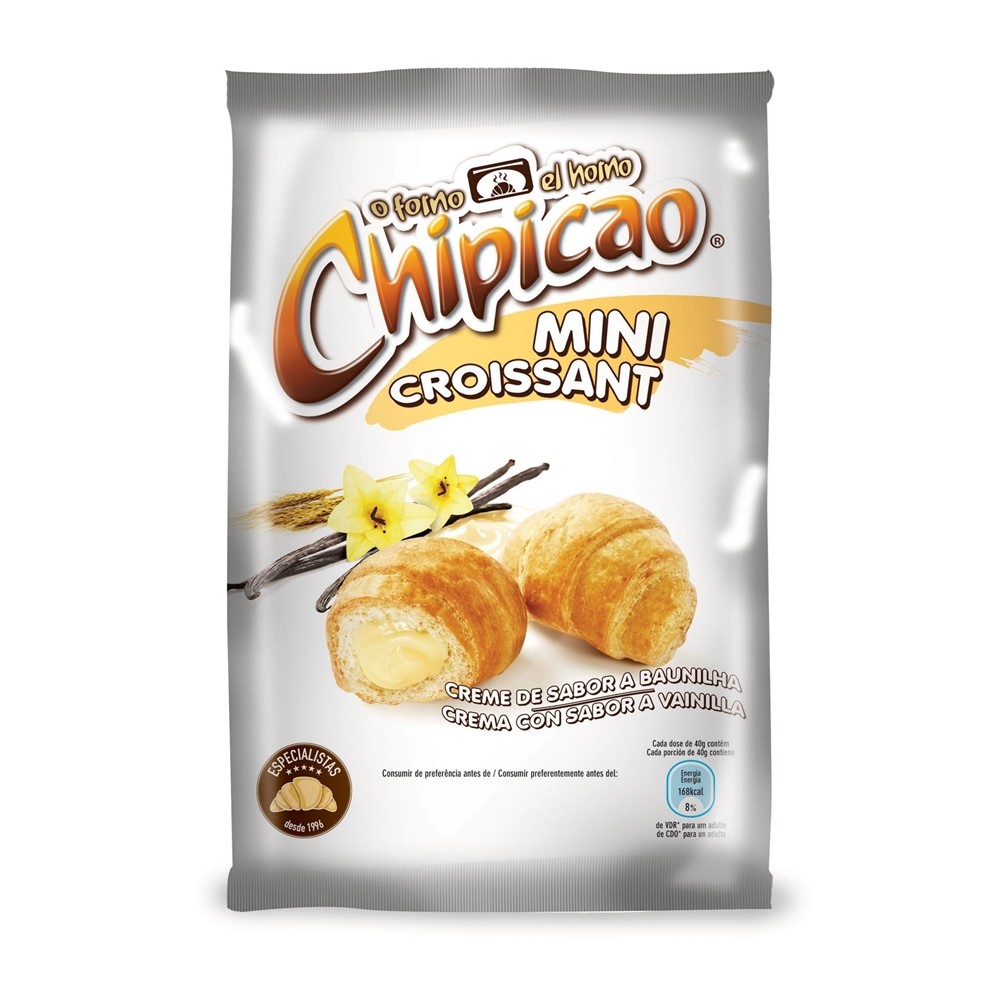 o forno el horno
Chipicao®
MINI
CROISSANT
CREME DE SABOR A BAUNILHA
CREMA CON SABOR A VAINILLA
Cada dose de 40g contém
Cada porción de 40g contiene
Energia
Energía
168kcal
8%
de VDR* para um adulto
de CDO* para un adulto
Consumir de preferência antes de / Consumir preferentemente antes del:
ESPECIALISTAS
desde 1996